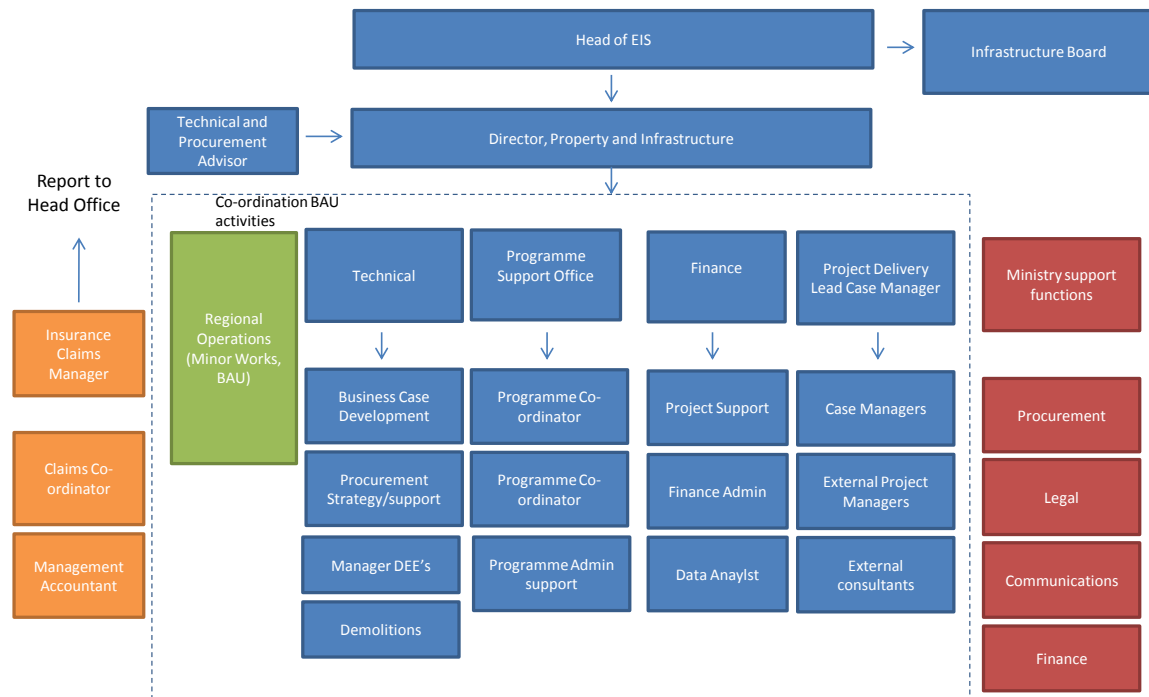 Head of EIS
Infrastructure Board
Technical and
Procurement
Advisor
Director, Property and Infrastructure
Report to
Head Office
Co-ordination BAU
activities
Insurance
Claims
Manager
Claims Co-
ordinator
Management
Accountant
Regional
Operations
(Minor Works,
BAU)
Technical
Business Case
Development
Procurement
Strategy/support
Manager DEE's
Demolitions
Programme
Support Office
Programme Co-
ordinator
Programme Co-
ordinator
Programme Admin
support
Finance
Project Support
Finance Admin
Data Anaylst
Project Delivery
Lead Case Manager
Case Managers
External Project
Managers
External
consultants
Ministry support
functions
Procurement
Legal
Communications
Finance